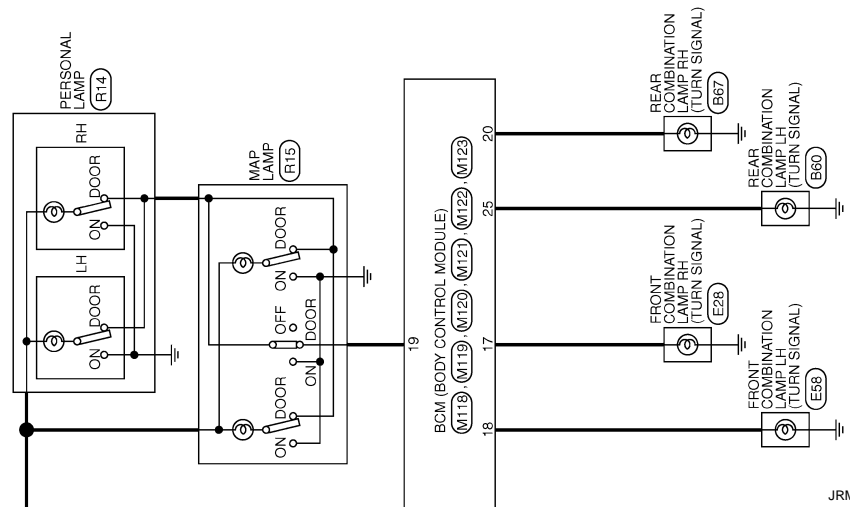 PERSONAL
LAMP
R14
RH
DOOR
ON
LH
DOOR
ON
MAP
LAMP
R15
DOOR
ON
OFF
DOOR
ON
DOOR
ON
19
BCM (BODY CONTROL MODULE)
M118 , M119 , M120 , M121 , M122 , M123
20
25
17
18
REAR
COMBINATION
LAMP RH
(TURN SIGNAL)
B67
REAR
COMBINATION
LAMP LH
(TURN SIGNAL)
B60
FRONT
COMBINATION
LAMP RH
(TURN SIGNAL)
E28
FRONT
COMBINATION
LAMP LH
(TURN SIGNAL)
E58
JRM